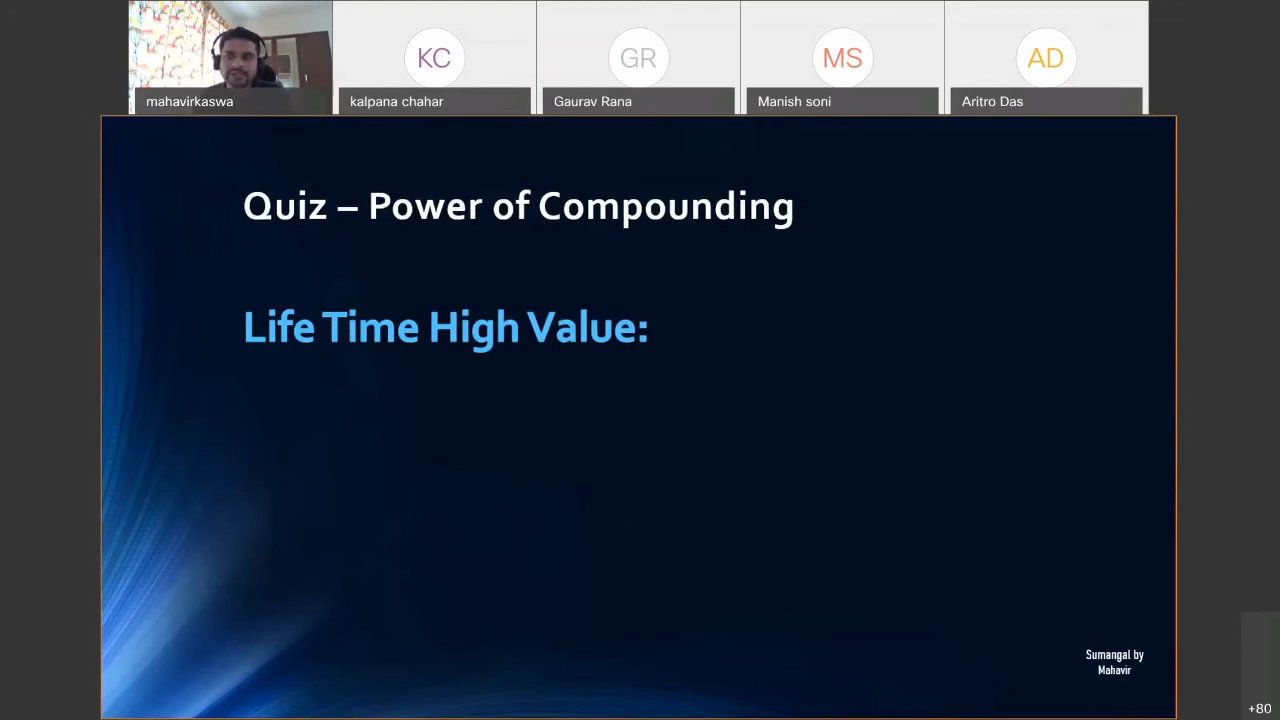 KC
GR
MS
AD
mahavirkaswa
kalpana chahar
Gaurav Rana
Manish soni
Aritro Das
Quiz – Power of Compounding
Life Time High Value:
Sumangal by
Mahavir
+80